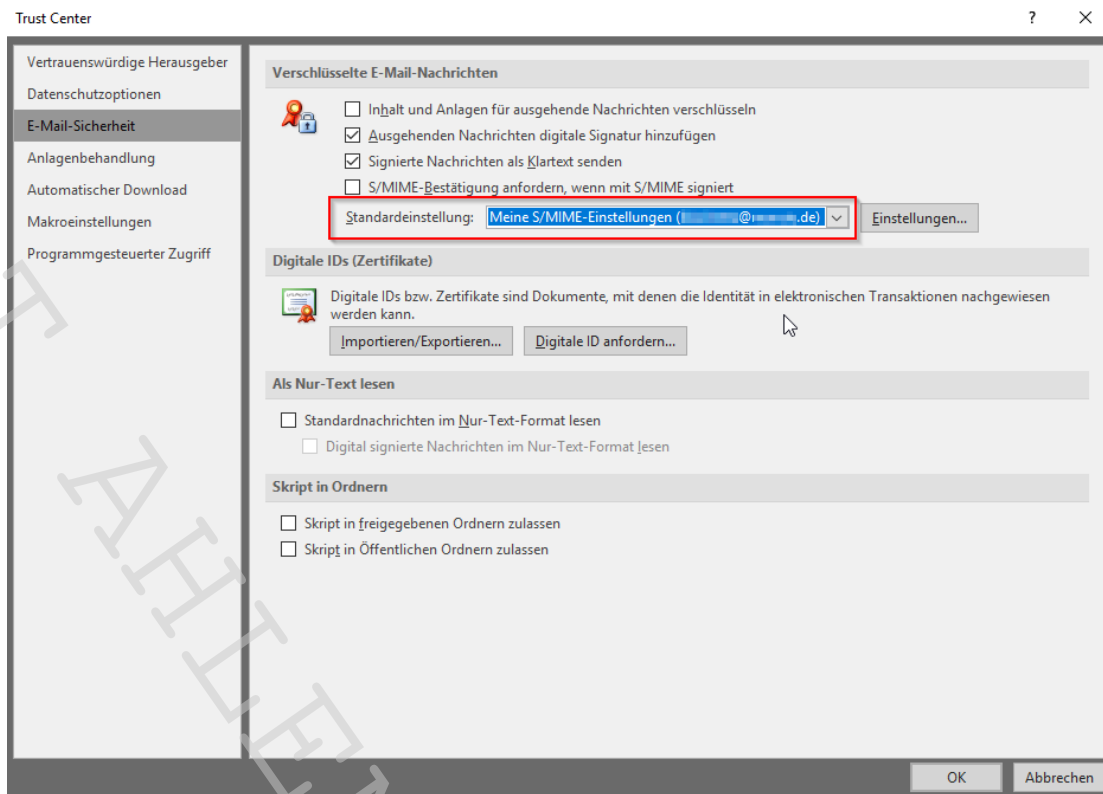 Trust Center
?
Vertrauenswürdige Herausgeber
Datenschutzoptionen
E-Mail-Sicherheit
Anlagenbehandlung
Automatischer Download
Makroeinstellungen
Programmgesteuerter Zugriff
Verschlüsselte E-Mail-Nachrichten
Inhalt und Anlagen für ausgehende Nachrichten verschlüsseln
Ausgehenden Nachrichten digitale Signatur hinzufügen
Signierte Nachrichten als Klartext senden
S/MIME-Bestätigung anfordern, wenn mit S/MIME signiert
Standardeinstellung: Meine S/MIME-Einstellungen ( @ .de) Einstellungen...
Digitale IDs (Zertifikate)
Digitale IDs bzw. Zertifikate sind Dokumente, mit denen die Identität in elektronischen Transaktionen nachgewiesen
werden kann.
Importieren/Exportieren... Digitale ID anfordern...
Als Nur-Text lesen
Standardnachrichten im Nur-Text-Format lesen
Digital signierte Nachrichten im Nur-Text-Format lesen
Skript in Ordnern
Skript in freigegebenen Ordnern zulassen
Skript in Öffentlichen Ordnern zulassen
OK Abbrechen